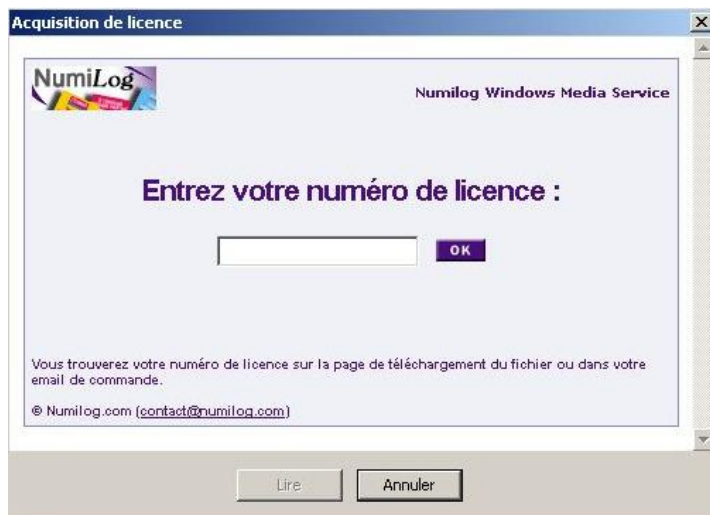 Acquisition de licence
NumiLog
Numilog Windows Media Service
Entrez votre numéro de licence :
OK
Vous trouverez votre numéro de licence sur la page de téléchargement du fichier ou dans votre
email de commande.
© Numilog.com (contact@numilog.com)
Lire
Annuler